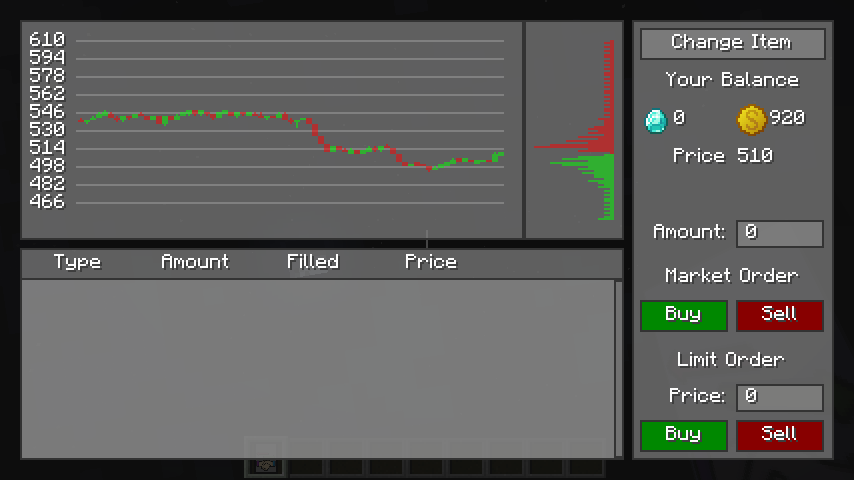 610
594
578
562
546
530
514
498
482
466
Type Amount Filled Price
Change Item
Your Balance
0 920
Price 510
Amount: 0
Market Order
Buy Sell
Limit Order
Price: 0
Buy Sell